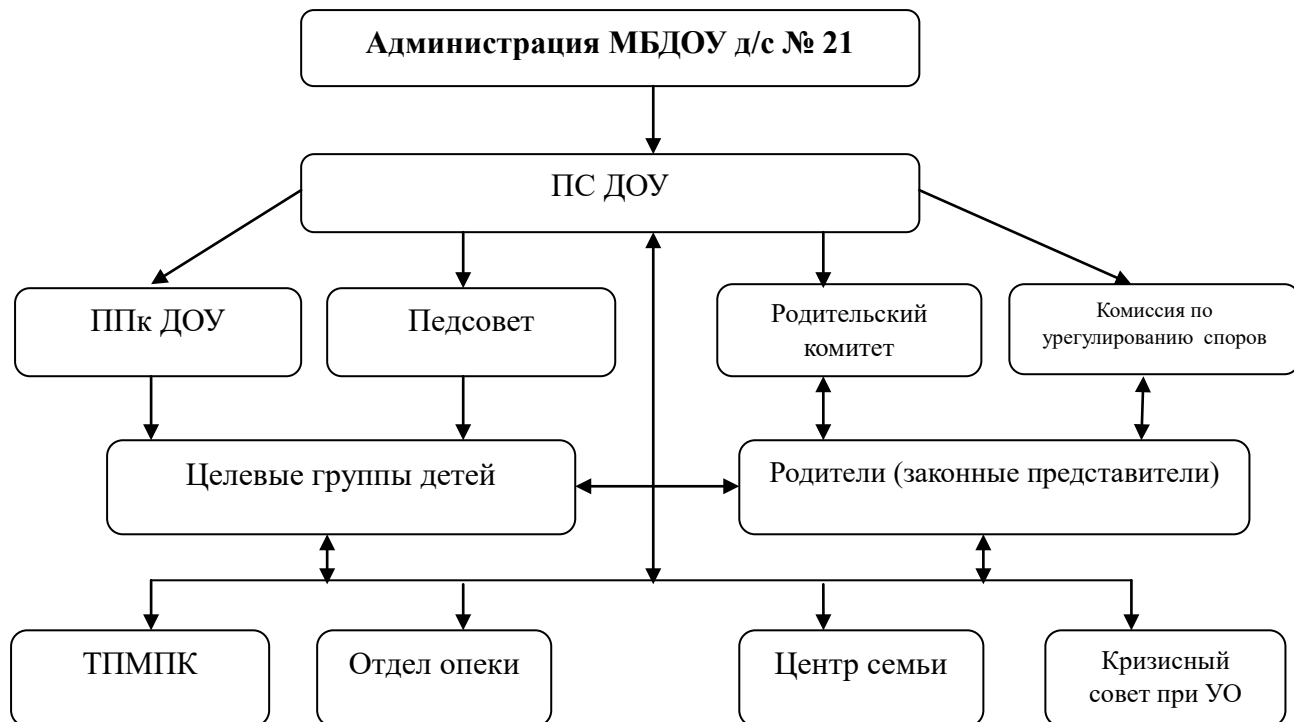 Администрация МБДОУ д/с № 21
ПС ДОУ
ППк ДОУ
Педсовет
Родительский
комитет
Комиссия по
урегулированию споров
Целевые группы детей
Родители (законные представители)
ТПМПК
Отдел опеки
Центр семьи
Кризисный
совет при УО